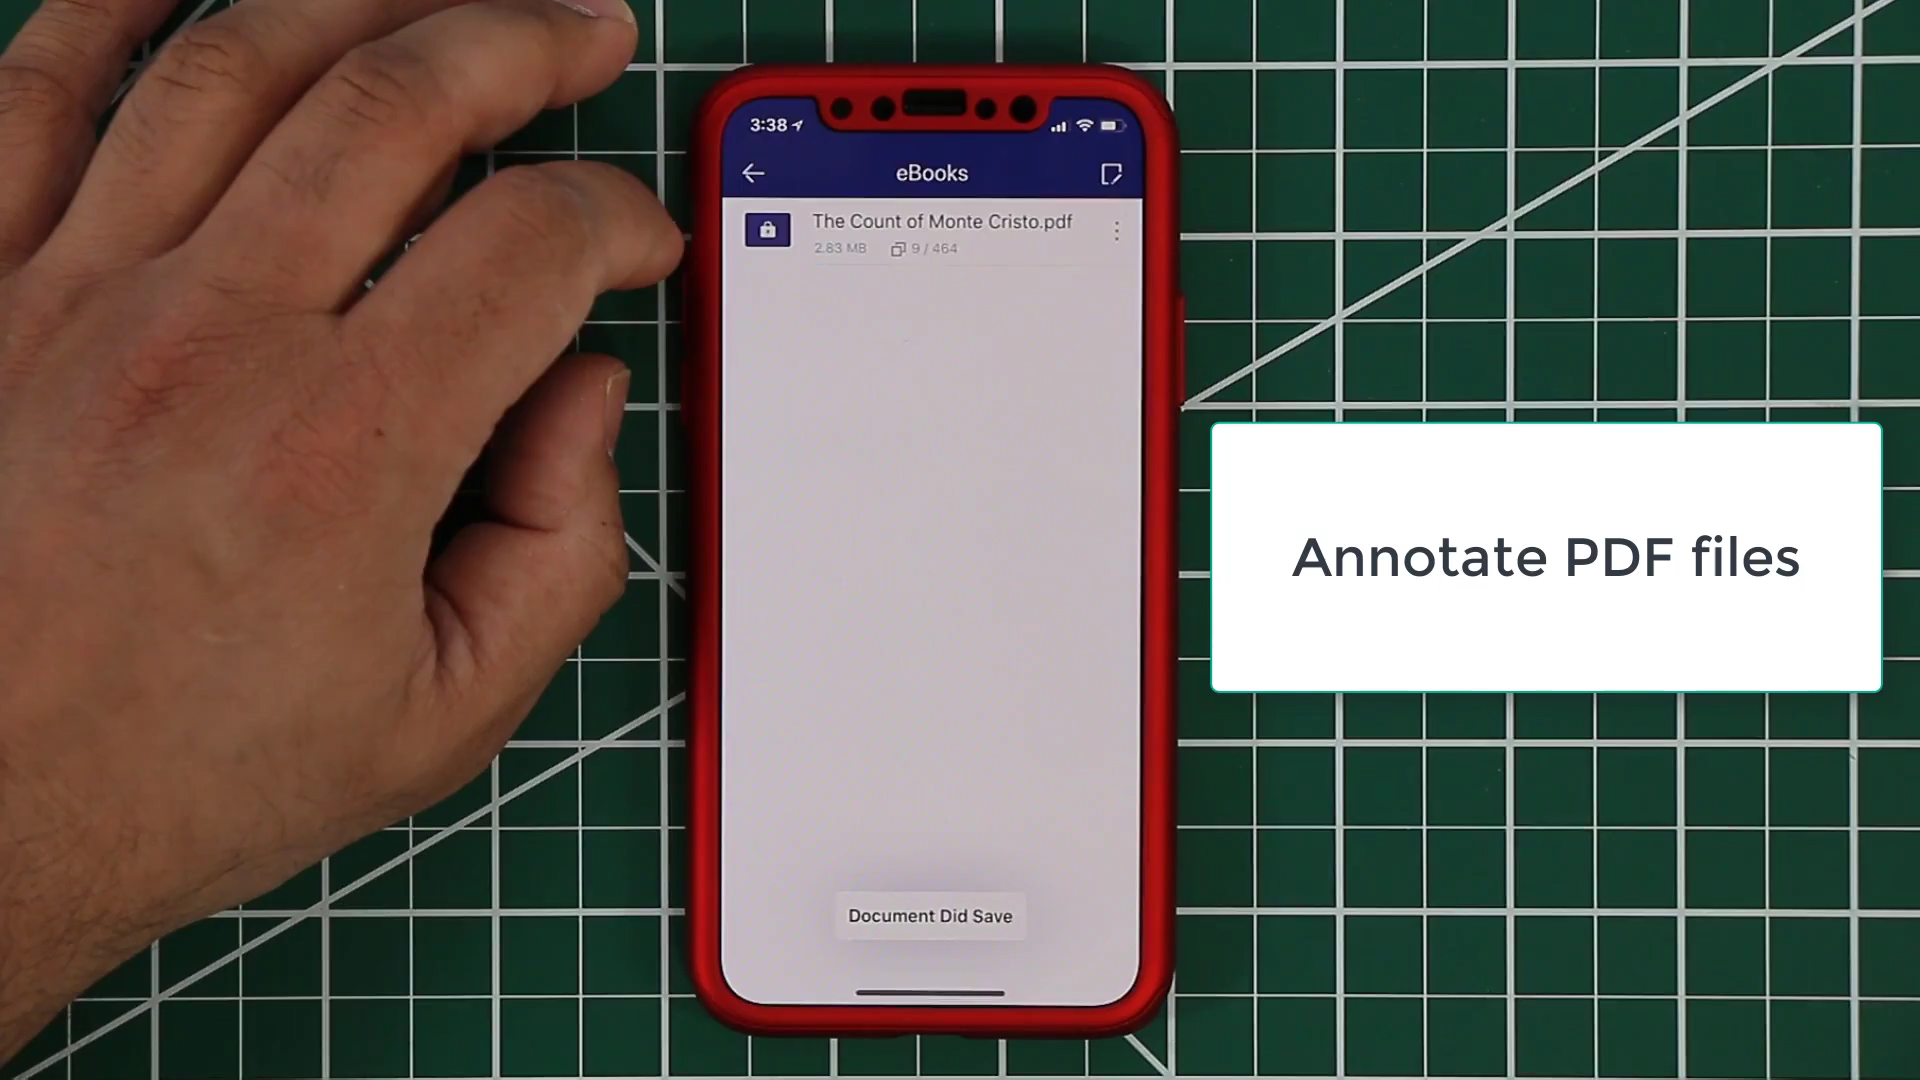 3:38
eBooks
The Count of Monte Cristo.pdf
2.83 MB 9 / 464
Annotate PDF files
Document Did Save